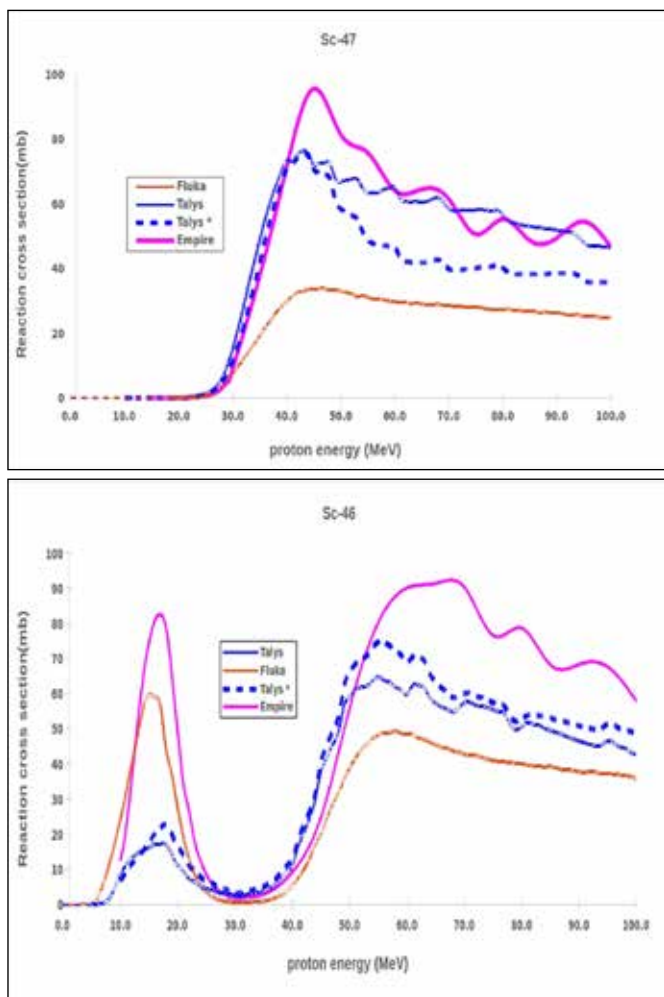 Sc-47
Reaction cross section(mb)
100
80
60
40
20
0
Fluka
Talys
Talys *
Empire
0.0 10.0 20.0 30.0 40.0 50.0 60.0 70.0 80.0 90.0 100.0
proton energy (MeV)
Sc-46
Reaction cross section(mb)
100
90
80
70
60
50
40
30
20
10
0
Talys
Fluka
Talys *
Empire
0.0 10.0 20.0 30.0 40.0 50.0 60.0 70.0 80.0 90.0 100.0
proton energy (MeV)